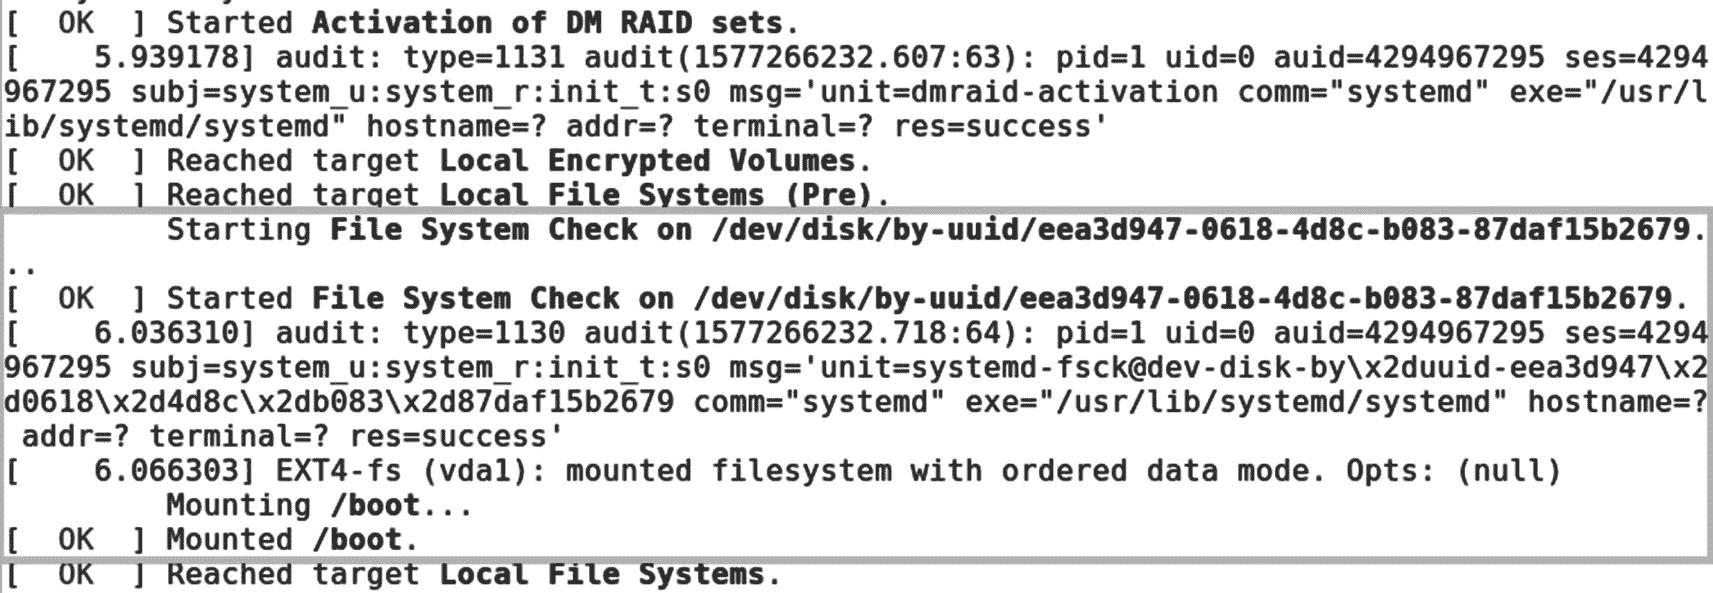 [  OK  ] Started Activation of DM RAID sets.
[    5.939178] audit: type=1131 audit(1577266232.607:63): pid=1 uid=0 auid=4294967295 ses=4294
967295 subj=system_u:system_r:init_t:s0 msg='unit=dmraid-activation comm="systemd" exe="/usr/l
ib/systemd/systemd" hostname=? addr=? terminal=? res=success'
[  OK  ] Reached target Local Encrypted Volumes.
[  OK  ] Reached target Local File Systems (Pre).
         Starting File System Check on /dev/disk/by-uuid/eea3d947-0618-4d8c-b083-87daf15b2679.
..
[  OK  ] Started File System Check on /dev/disk/by-uuid/eea3d947-0618-4d8c-b083-87daf15b2679.
[    6.036310] audit: type=1130 audit(1577266232.718:64): pid=1 uid=0 auid=4294967295 ses=4294
967295 subj=system_u:system_r:init_t:s0 msg='unit=systemd-fsck@dev-disk-by\x2duuid-eea3d947\x2
d0618\x2d4d8c\x2db083\x2d87daf15b2679 comm="systemd" exe="/usr/lib/systemd/systemd" hostname=?
 addr=? terminal=? res=success'
[    6.066303] EXT4-fs (vda1): mounted filesystem with ordered data mode. Opts: (null)
         Mounting /boot...
[  OK  ] Mounted /boot.
[  OK  ] Reached target Local File Systems.